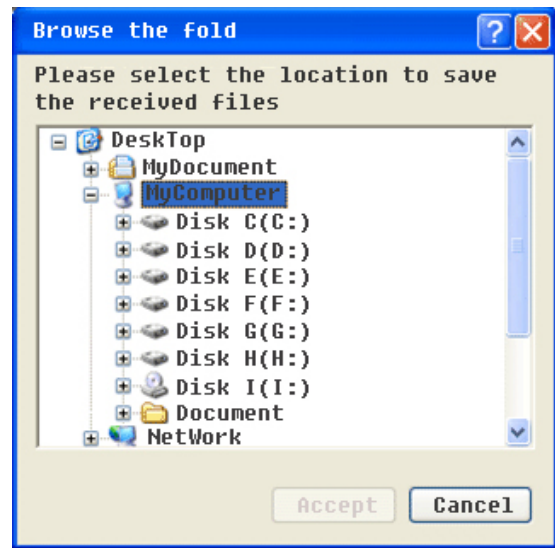 Browse the fold
Please select the location to save
the received files
DeskTop
MyDocument
MyComputer
Disk C(C:)
Disk D(D:)
Disk E(E:)
Disk F(F:)
Disk G(G:)
Disk H(H:)
Disk I(I:)
Document
NetWork
Accept Cancel